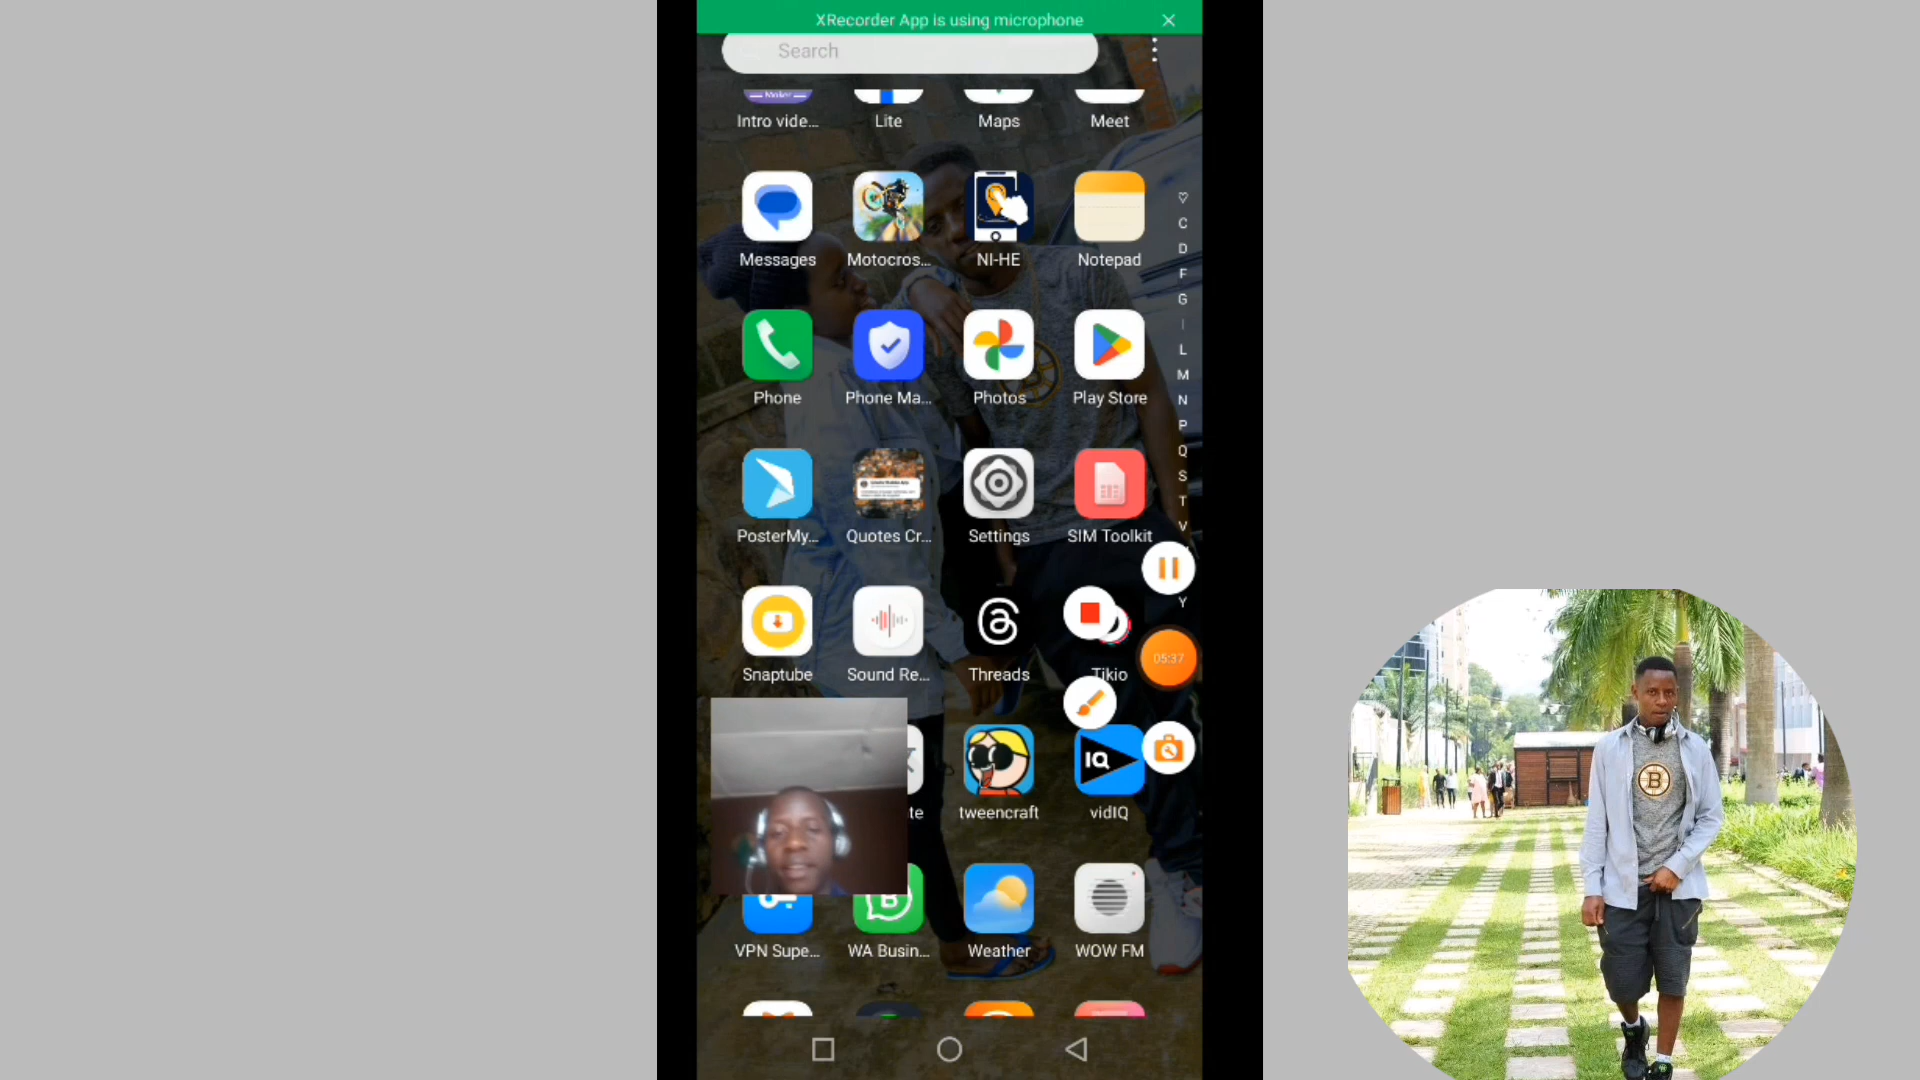 XRecorder App is using microphone
Search
Intro vide...
Lite
Maps
Meet
Messages
Motocros...
NI-HE
Notepad
Phone
Phone Ma...
Photos
Play Store
PosterMy...
Quotes Cr...
Settings
SIM Toolkit
Snaptube
Sound Re...
Threads
Tikio
05:37
te
tweencraft
IQ
vidIQ
VPN Supe...
WA Busin...
Weather
WOW FM
C
D
F
G
I
L
M
N
P
Q
S
T
V
Y
B